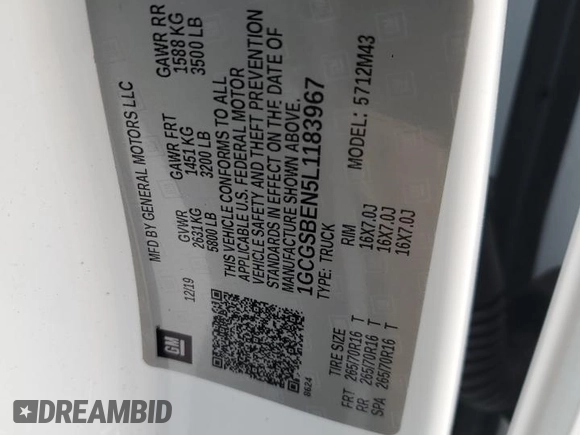 MFD BY GENERAL MOTORS LLC
12/19
GVWR
2631KG
5800 LB
GAWR FRT
1451 KG
3200 LB
GAWR RR
1588 KG
3500 LB
THIS VEHICLE CONFORMS TO ALL
APPLICABLE U.S. FEDERAL MOTOR
VEHICLE SAFETY AND THEFT PREVENTION
STANDARDS IN EFFECT ON THE DATE OF
MANUFACTURE SHOWN ABOVE.
1GCGSBEN5L1183967
TYPE: TRUCK
MODEL: 5712M43
GM
0624
TIRE SIZE RIM
FRT 265/70R16 T 16X7.0J
RR 265/70R16 T 16X7.0J
SPA 265/70R16 T 16X7.0J
DREAMBID